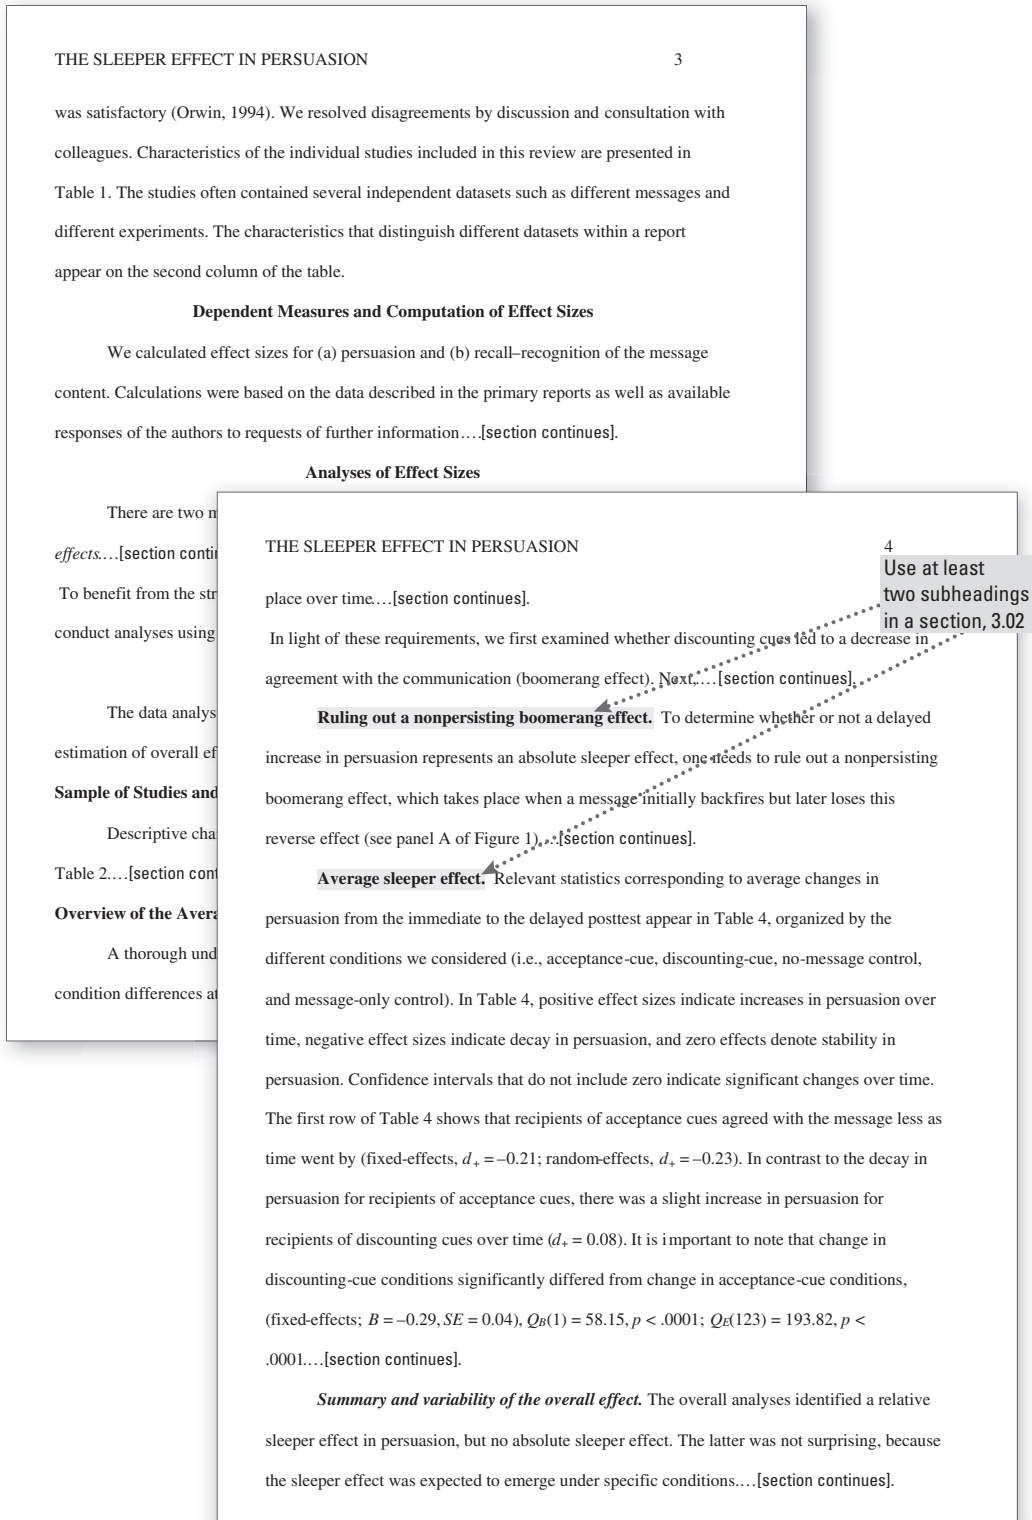 THE SLEEPER EFFECT IN PERSUASION 3
was satisfactory (Orwin, 1994). We resolved disagreements by discussion and consultation with
colleagues. Characteristics of the individual studies included in this review are presented in
Table 1. The studies often contained several independent datasets such as different messages and
different experiments. The characteristics that distinguish different datasets within a report
appear on the second column of the table.
Dependent Measures and Computation of Effect Sizes
We calculated effect sizes for (a) persuasion and (b) recall–recognition of the message
content. Calculations were based on the data described in the primary reports as well as available
responses of the authors to requests of further information….[section continues].
Analyses of Effect Sizes
There are two
effects.…[section
To benefit from the
conduct analyses using
The data
estimation of overall
Sample of Studies and
Descriptive
Table 2.…[section
Overview of the
A thorough
condition differences at
THE SLEEPER EFFECT IN PERSUASION 4
Use at least
two subheadings
in a section, 3.02
place over time.…[section continues].
In light of these requirements, we first examined whether discounting cues led to a decrease in
agreement with the communication (boomerang effect). Next,…[section continues].
Ruling out a nonpersisting boomerang effect. To determine whether or not a delayed
increase in persuasion represents an absolute sleeper effect, one needs to rule out a nonpersisting
boomerang effect, which takes place when a message initially backfires but later loses this
reverse effect (see panel A of Figure 1).…[section continues].
Average sleeper effect. Relevant statistics corresponding to average changes in
persuasion from the immediate to the delayed posttest appear in Table 4, organized by the
different conditions we considered (i.e., acceptance-cue, discounting-cue, no-message control,
and message-only control). In Table 4, positive effect sizes indicate increases in persuasion over
time, negative effect sizes indicate decay in persuasion, and zero effects denote stability in
persuasion. Confidence intervals that do not include zero indicate significant changes over time.
The first row of Table 4 shows that recipients of acceptance cues agreed with the message less as
time went by (fixed-effects, d₊ = –0.21; random-effects, d₊ = –0.23). In contrast to the decay in
persuasion for recipients of acceptance cues, there was a slight increase in persuasion for
recipients of discounting cues over time (d₊ = 0.08). It is important to note that change in
discounting-cue conditions significantly differed from change in acceptance-cue conditions,
(fixed-effects; B = –0.29, SE = 0.04), QB(1) = 58.15, p < .0001; QE(123) = 193.82, p <
.0001.…[section continues].
Summary and variability of the overall effect. The overall analyses identified a relative
sleeper effect in persuasion, but no absolute sleeper effect. The latter was not surprising, because
the sleeper effect was expected to emerge under specific conditions.…[section continues].